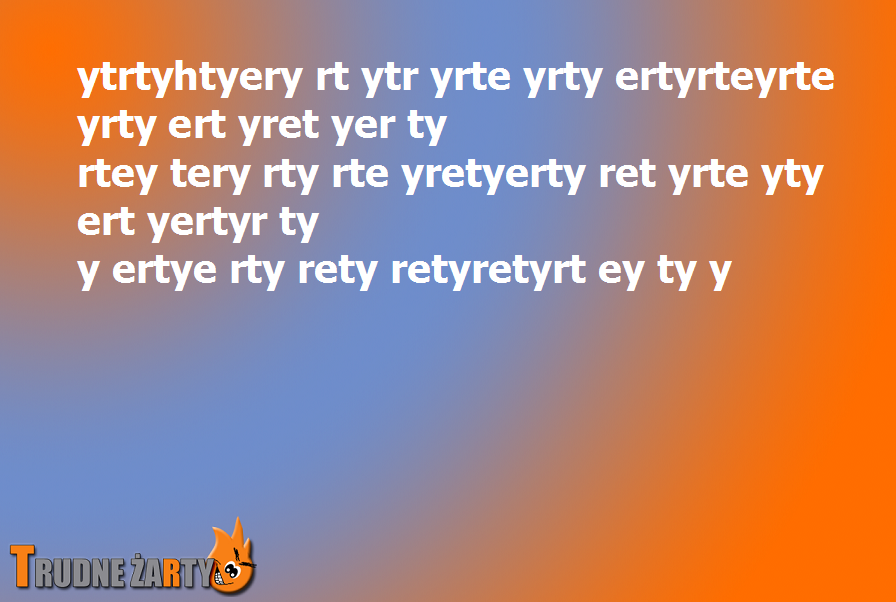 ytrtyhtyery rt ytr yrte yrty ertyrteyrte
yrty ert yret yer ty
rtey tery rty rte yretyerty ret yrte yty
ert yertyr ty
y ertye rty rety retyretyrt ey ty y
TRUDNE ŻARTY